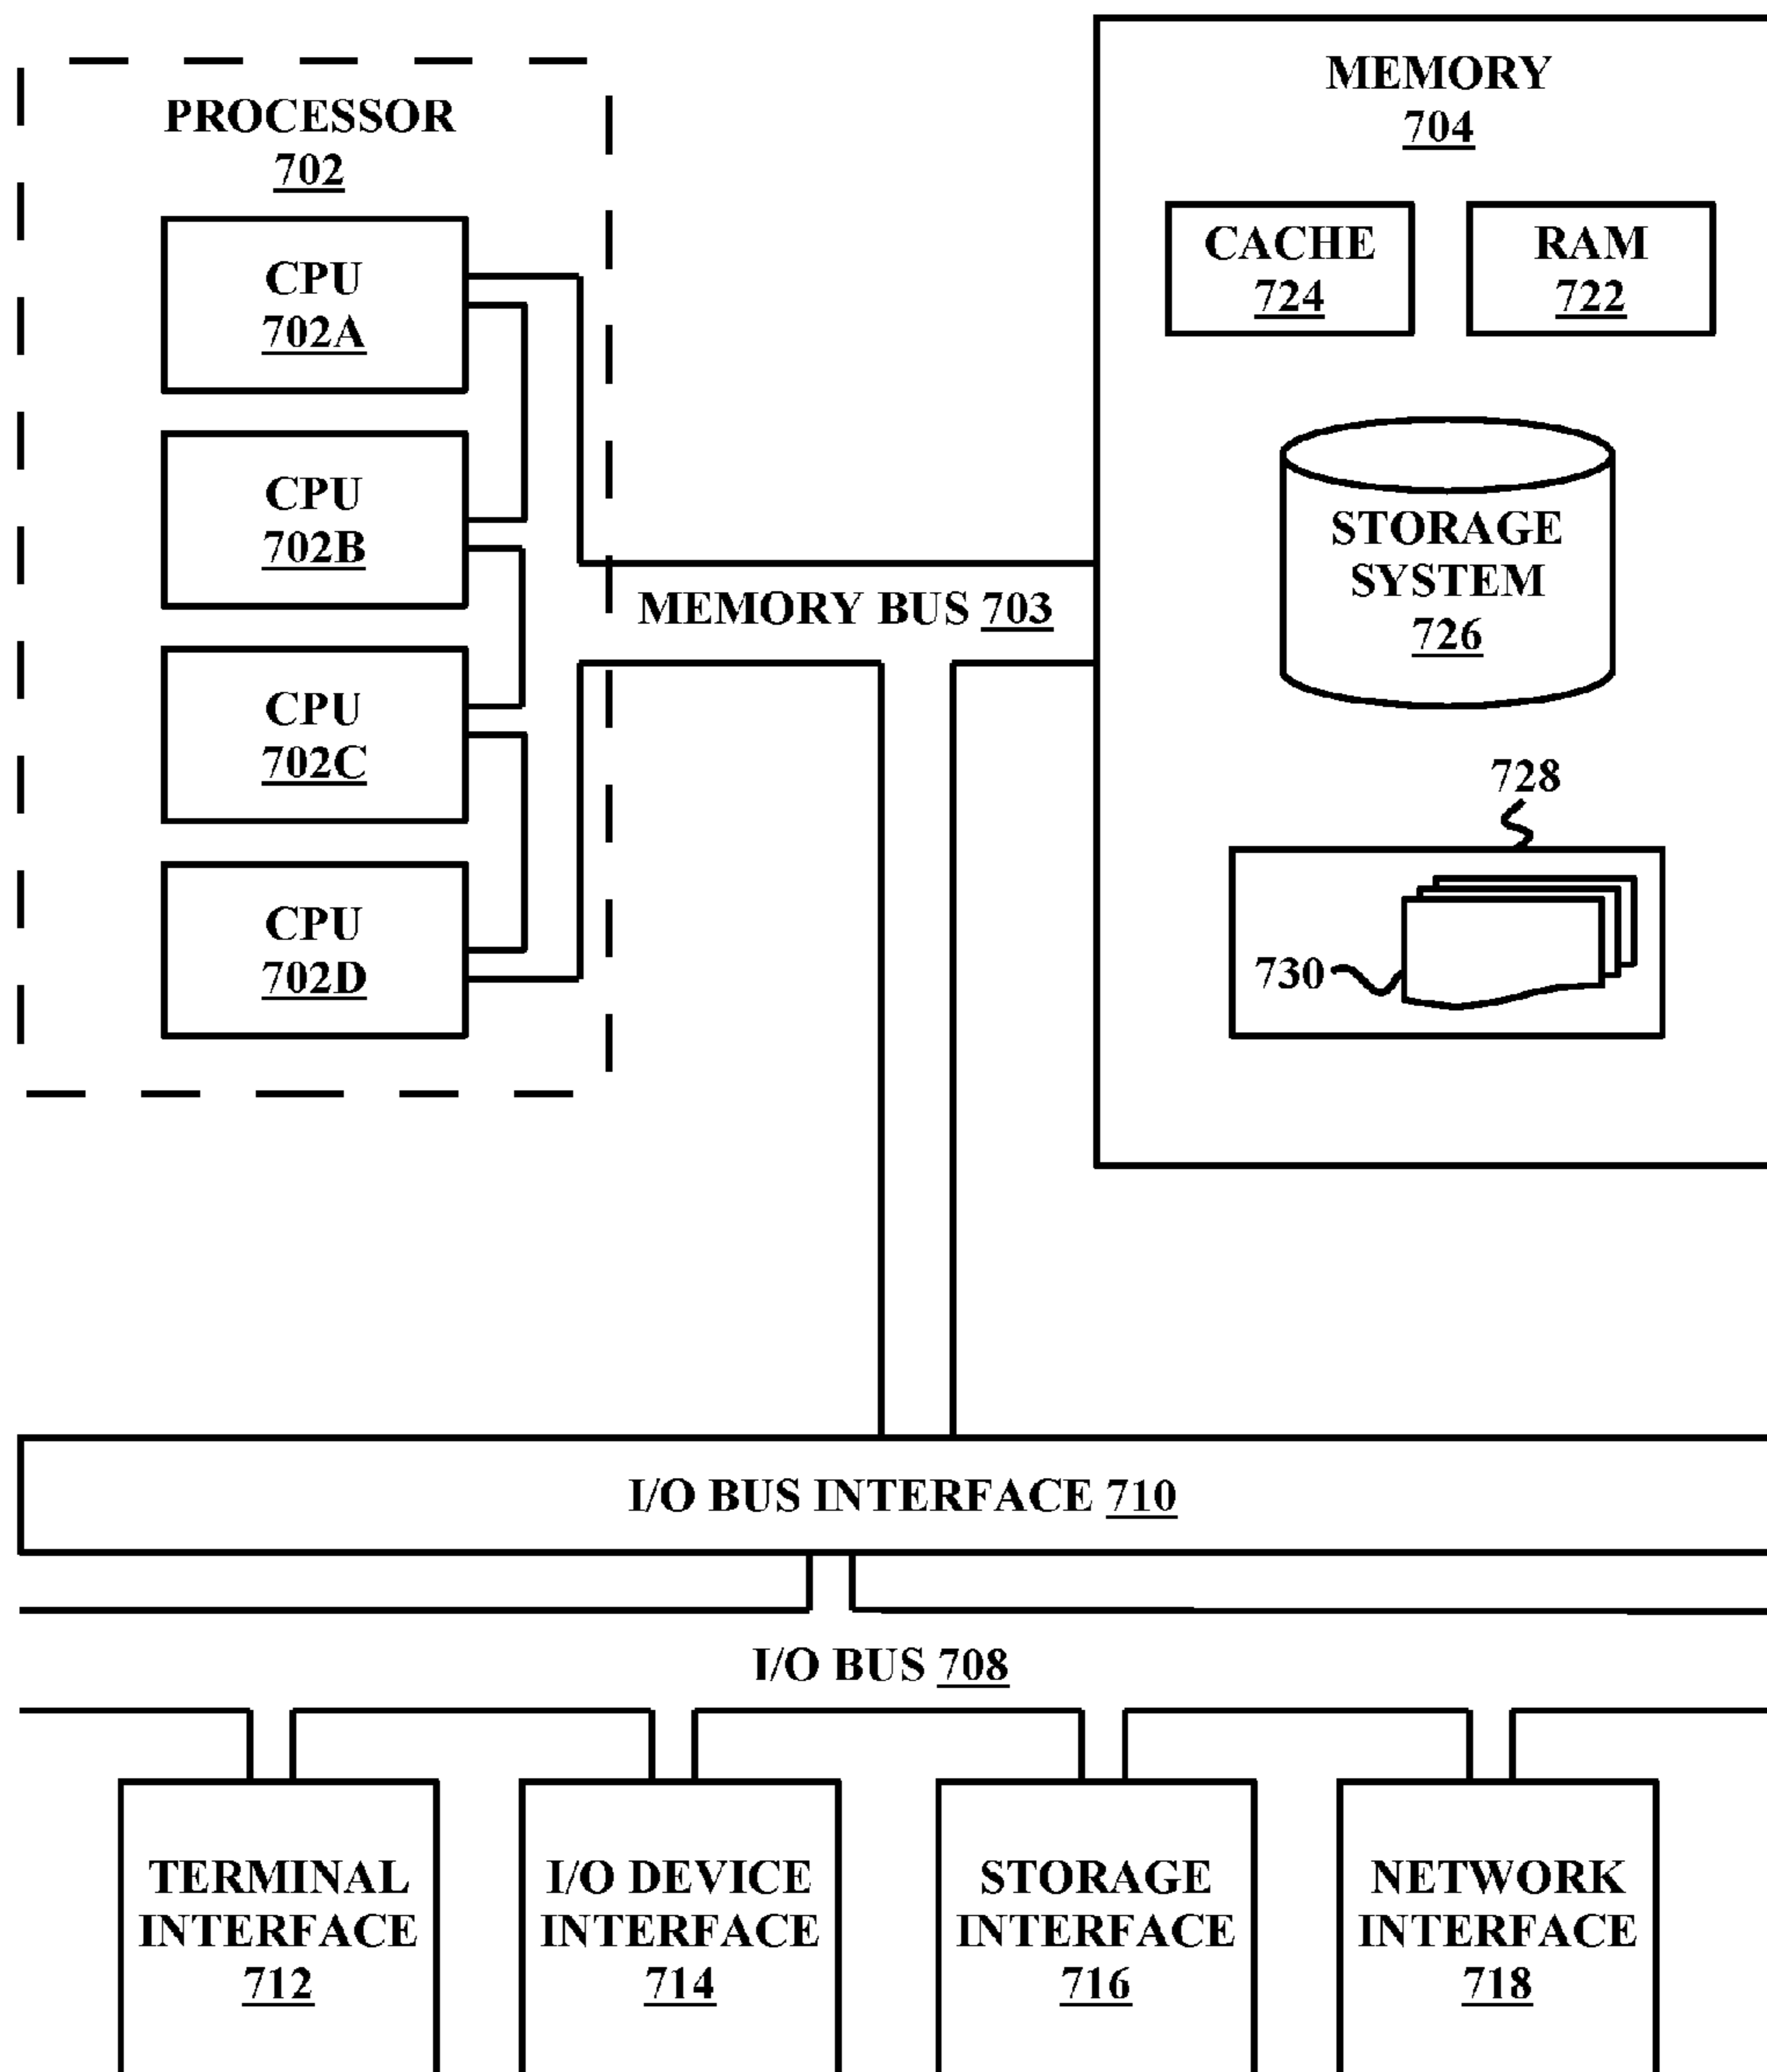 PROCESSOR
702
CPU
702A
CPU
702B
CPU
702C
CPU
702D
MEMORY BUS 703
MEMORY
704
CACHE
724
RAM
722
STORAGE
SYSTEM
726
728
730
I/O BUS INTERFACE 710
I/O BUS 708
TERMINAL
INTERFACE
712
I/O DEVICE
INTERFACE
714
STORAGE
INTERFACE
716
NETWORK
INTERFACE
718